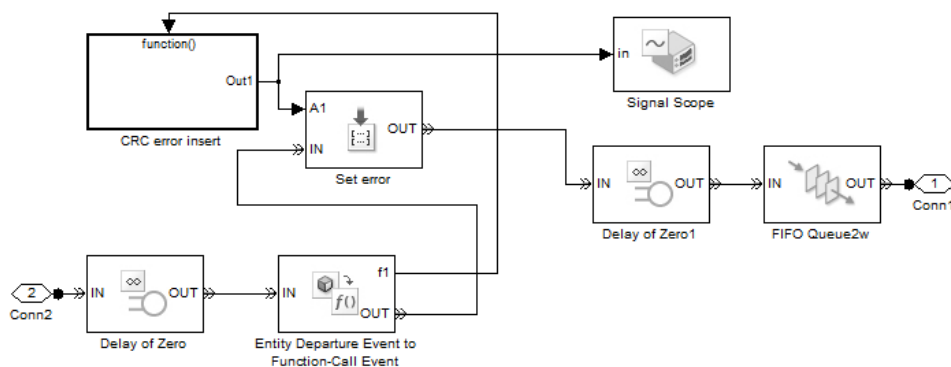 function()
Out1
CRC error insert
in
Signal Scope
A1
OUT
IN
[...]
Set error
IN
OUT
Delay of Zero1
IN
OUT
FIFO Queue2w
1
Conn1
2
Conn2
IN
OUT
Delay of Zero
IN
f1
f()
OUT
Entity Departure Event to
Function-Call Event